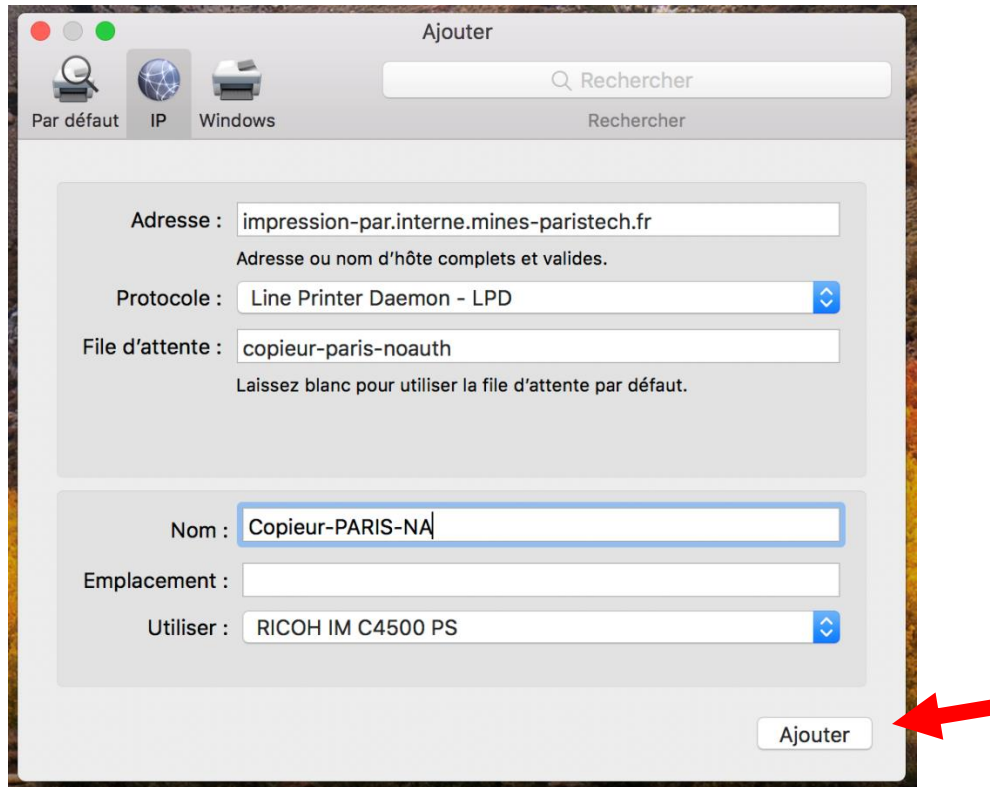 Ajouter
Rechercher
Par défaut IP Windows Rechercher
Adresse : impression-par.interne.mines-paristech.fr
Adresse ou nom d'hôte complets et valides.
Protocole : Line Printer Daemon - LPD
File d'attente : copieur-paris-noauth
Laissez blanc pour utiliser la file d'attente par défaut.
Nom : Copieur-PARIS-NA
Emplacement :
Utiliser : RICOH IM C4500 PS
Ajouter